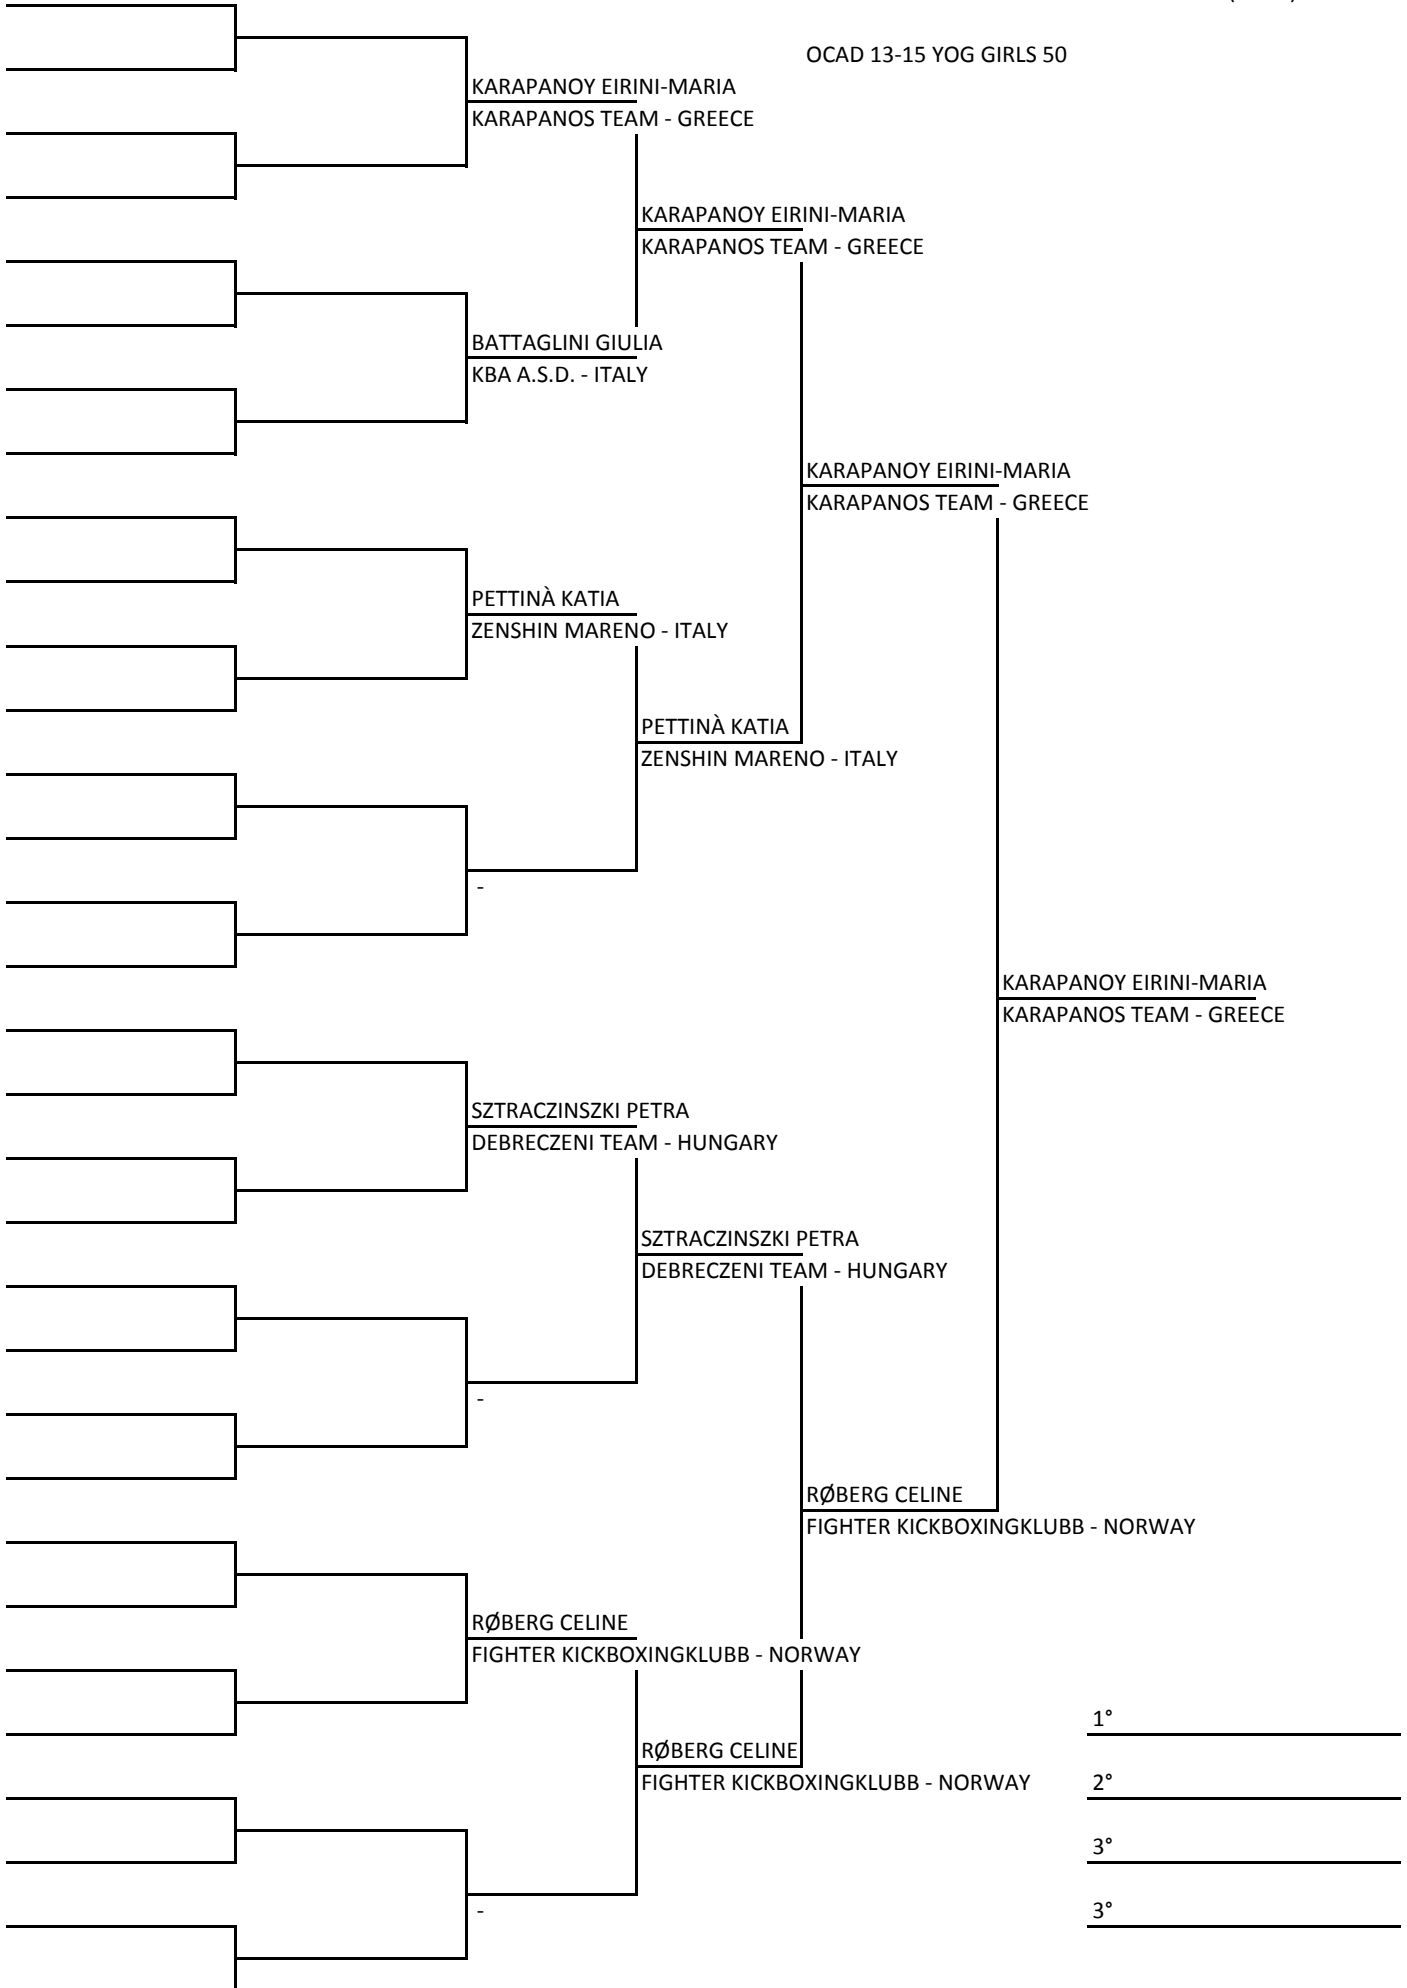 OCAD 13-15 YOG GIRLS 50
KARAPANOY EIRINI-MARIA
KARAPANOS TEAM - GREECE
KARAPANOY EIRINI-MARIA
KARAPANOS TEAM - GREECE
BATTAGLINI GIULIA
KBA A.S.D. - ITALY
KARAPANOY EIRINI-MARIA
KARAPANOS TEAM - GREECE
PETTINÀ KATIA
ZENSHIN MARENO - ITALY
PETTINÀ KATIA
ZENSHIN MARENO - ITALY
-
KARAPANOY EIRINI-MARIA
KARAPANOS TEAM - GREECE
SZTRACZINSZKI PETRA
DEBRECZENI TEAM - HUNGARY
SZTRACZINSZKI PETRA
DEBRECZENI TEAM - HUNGARY
-
RØBERG CELINE
FIGHTER KICKBOXINGKLUBB - NORWAY
RØBERG CELINE
FIGHTER KICKBOXINGKLUBB - NORWAY
1°
RØBERG CELINE
FIGHTER KICKBOXINGKLUBB - NORWAY
2°
3°
3°
-